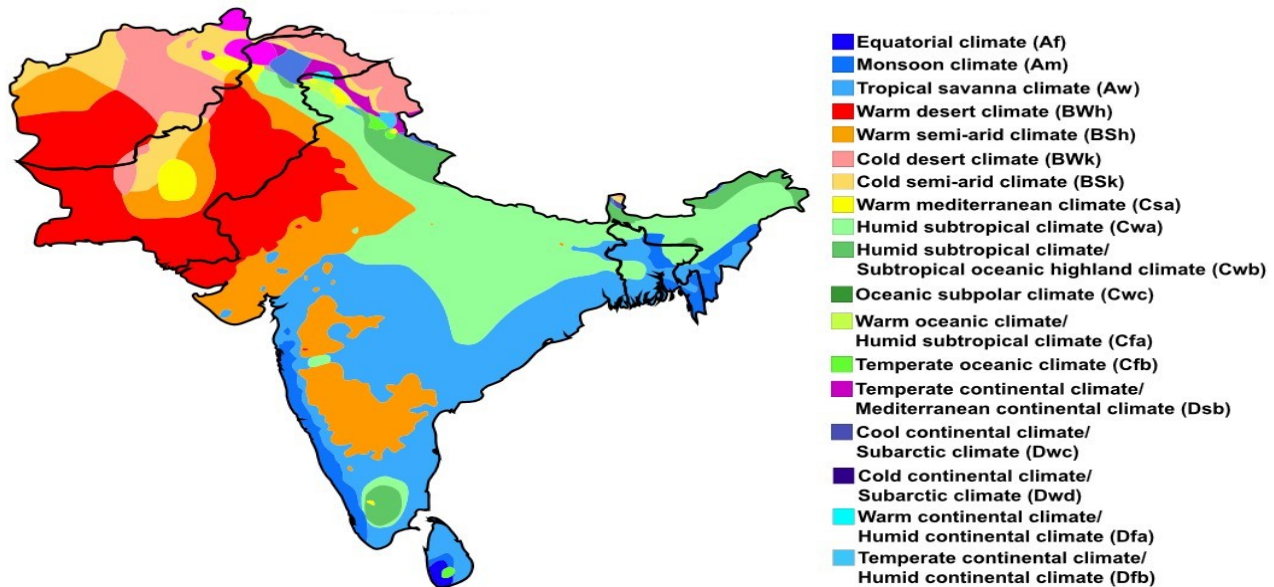 Equatorial climate (Af)
Monsoon climate (Am)
Tropical savanna climate (Aw)
Warm desert climate (BWh)
Warm semi-arid climate (BSh)
Cold desert climate (BWk)
Cold semi-arid climate (BSk)
Warm mediterranean climate (Csa)
Humid subtropical climate (Cwa)
Humid subtropical climate/
Subtropical oceanic highland climate (Cwb)
Oceanic subpolar climate (Cwc)
Warm oceanic climate/
Humid subtropical climate (Cfa)
Temperate oceanic climate (Cfb)
Temperate continental climate/
Mediterranean continental climate (Dsb)
Cool continental climate/
Subarctic climate (Dwc)
Cold continental climate/
Subarctic climate (Dwd)
Warm continental climate/
Humid continental climate (Dfa)
Temperate continental climate/
Humid continental climate (Dfb)